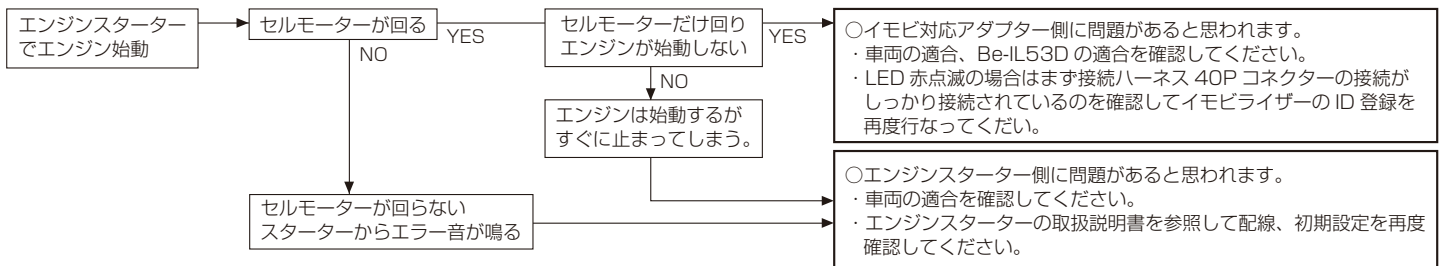 エンジンスターター
でエンジン始動
セルモーターが回る
YES
NO
セルモーターだけ回り
エンジンが始動しない
YES
NO
エンジンは始動するが
すぐに止まってしまう。
セルモーターが回らない
スターターからエラー音が鳴る
○イモビ対応アダプター側に問題があると思われます。
・車両の適合、Be-IL53D の適合を確認してください。
・LED 赤点滅の場合はまず接続ハーネス 40P コネクターの接続が
しっかり接続されているのを確認してイモビライザーの ID 登録を
再度行なってくだい。
○エンジンスターター側に問題があると思われます。
・車両の適合を確認してください。
・エンジンスターターの取扱説明書を参照して配線、初期設定を再度
確認してください。